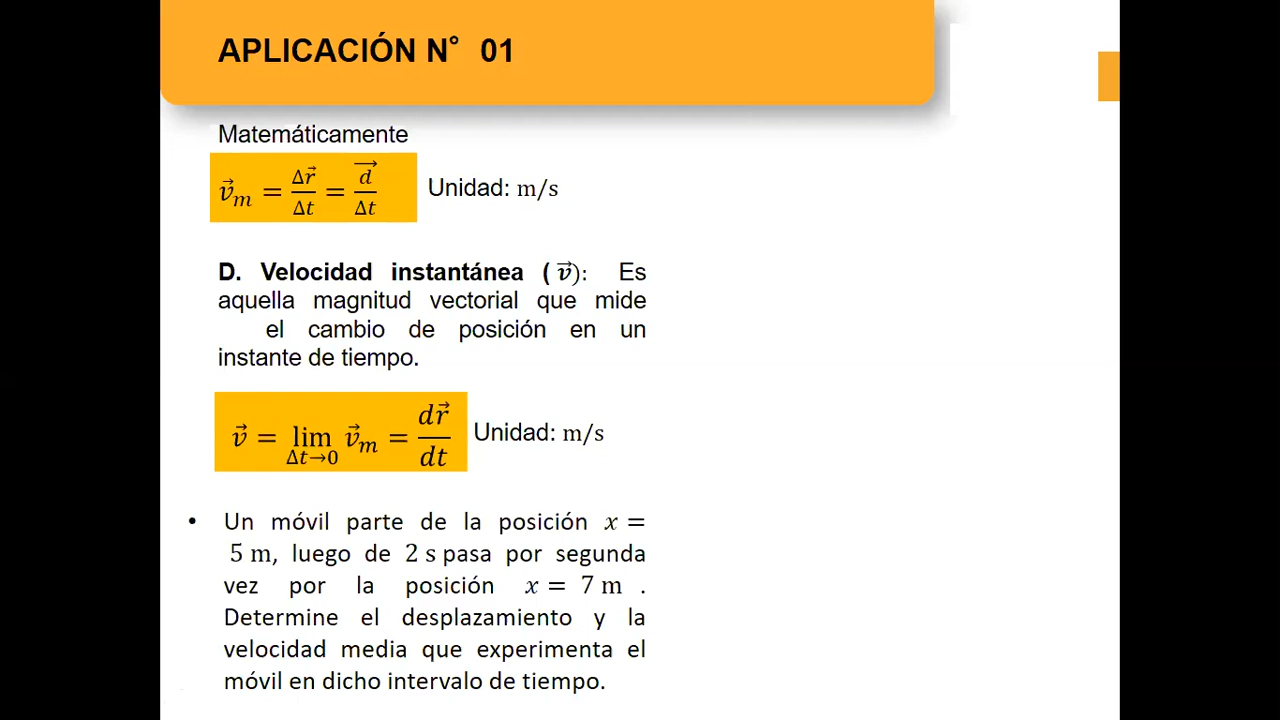 APLICACIÓN N° 01
Matemáticamente
v⃗ₘ = Δr⃗/Δt = d⃗/Δt Unidad: m/s
D. Velocidad instantánea ( v⃗): Es
aquella magnitud vectorial que mide
el cambio de posición en un
instante de tiempo.
v⃗ = lim Δt→0 v⃗ₘ = dr⃗/dt Unidad: m/s
• Un móvil parte de la posición x =
5 m, luego de 2 s pasa por segunda
vez por la posición x = 7 m .
Determine el desplazamiento y la
velocidad media que experimenta el
móvil en dicho intervalo de tiempo.